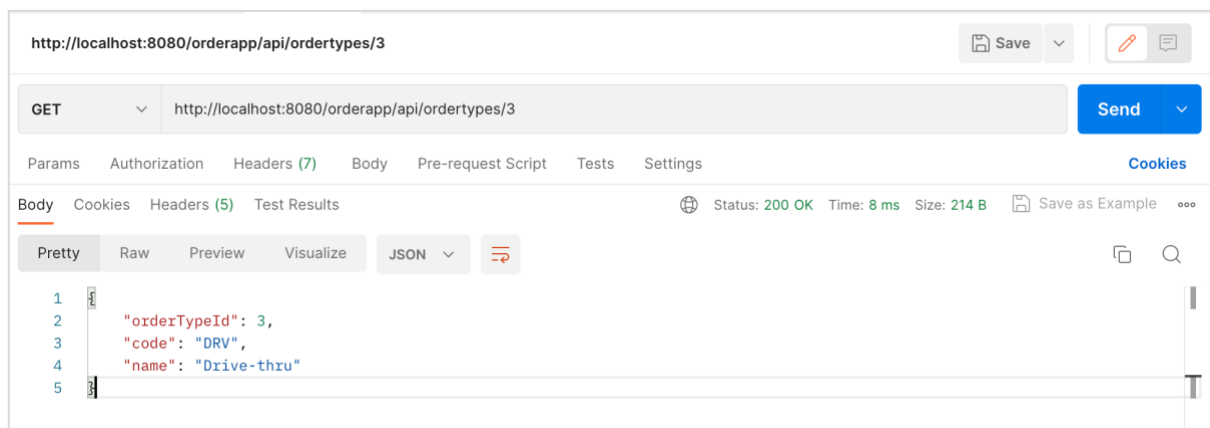 http://localhost:8080/orderapp/api/ordertypes/3 Save
GET http://localhost:8080/orderapp/api/ordertypes/3 Send
Params Authorization Headers (7) Body Pre-request Script Tests Settings Cookies
Body Cookies Headers (5) Test Results Status: 200 OK Time: 8 ms Size: 214 B Save as Example
Pretty Raw Preview Visualize JSON
1 {
2 "orderTypeId": 3,
3 "code": "DRV",
4 "name": "Drive-thru"
5 }